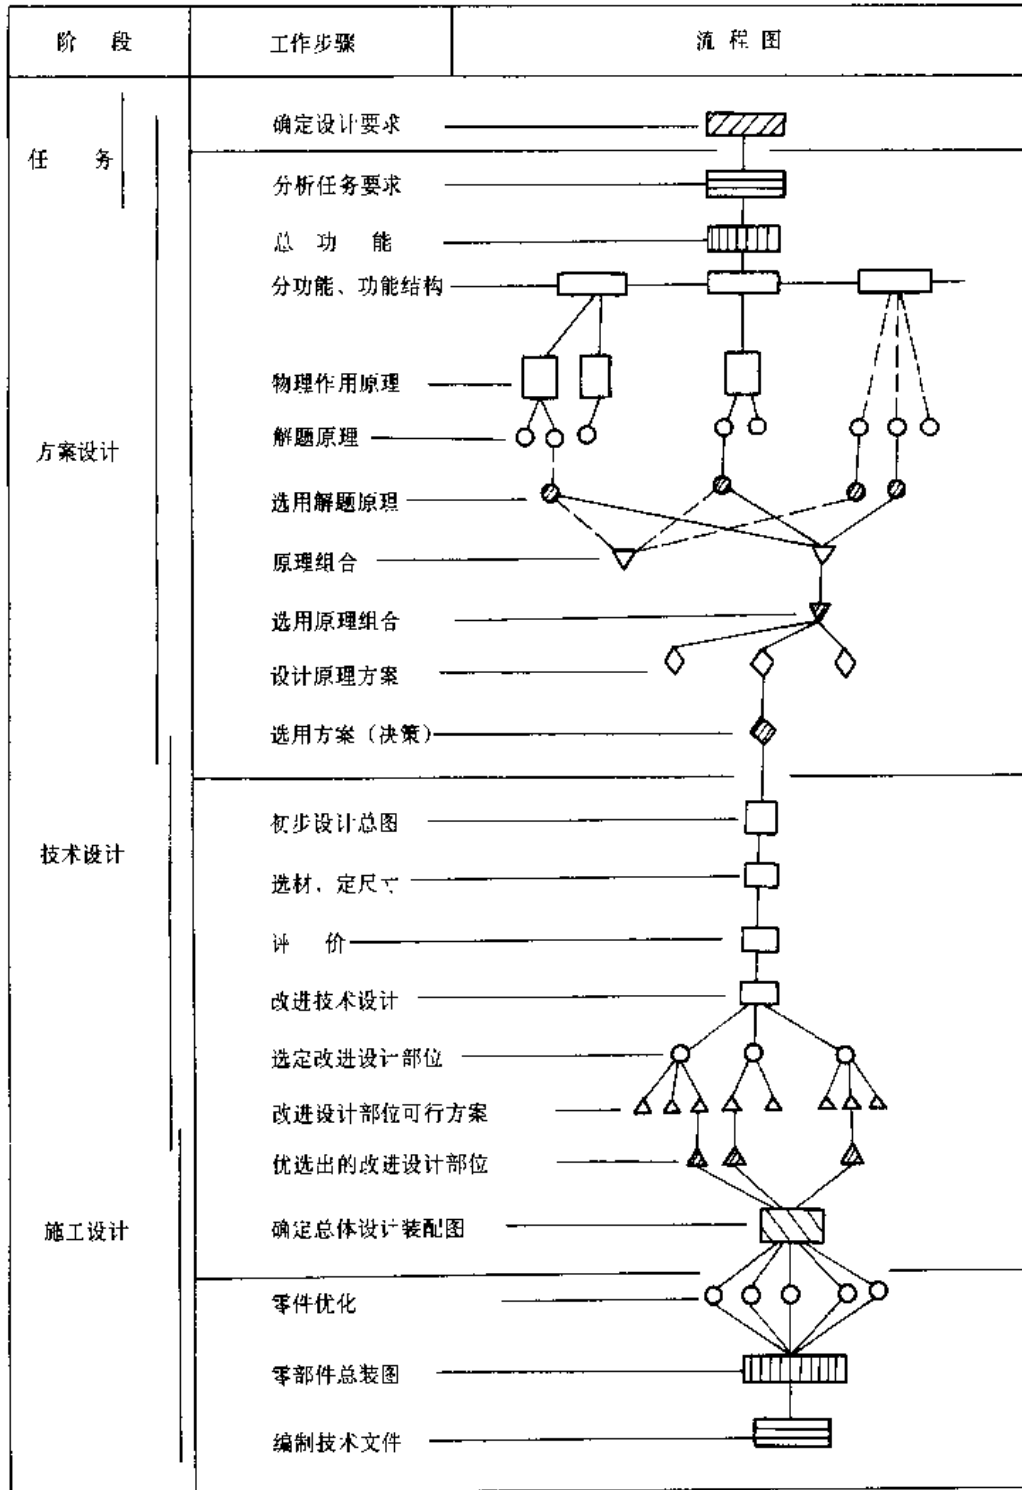 阶 段 工作步骤 流程图
确定设计要求
任 务
分析任务要求
总 功 能
分功能、功能结构
物理作用原理
解题原理
方案设计
选用解题原理
原理组合
选用原理组合
设计原理方案
选用方案（决策）
初步设计总图
技术设计
选材、定尺寸
评 价
改进技术设计
选定改进设计部位
改进设计部位可行方案
优选出的改进设计部位
施工设计
确定总体设计装配图
零件优化
零部件总装图
编制技术文件